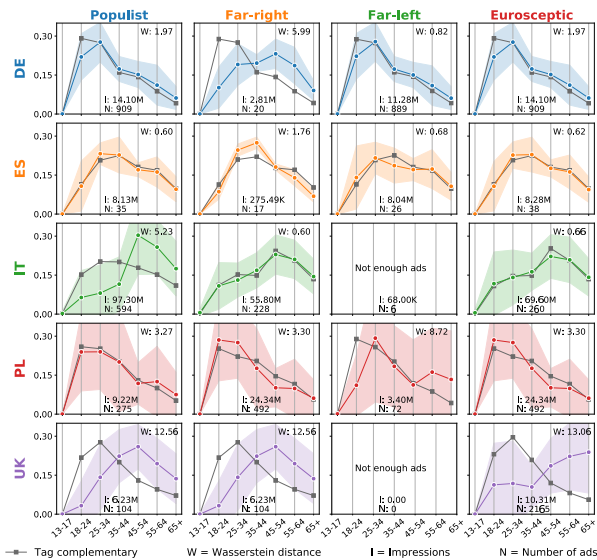 Populist Far-right Far-left Eurosceptic
DE
0.30
0.15
0.00
W: 1.97
I: 14.10M
N: 909
W: 5.99
I: 2.81M
N: 20
W: 0.82
I: 11.28M
N: 889
W: 1.97
I: 14.10M
N: 909
ES
0.30
0.15
0.00
W: 0.60
I: 8.13M
N: 35
W: 1.76
I: 275.49K
N: 17
W: 0.68
I: 8.04M
N: 26
W: 0.62
I: 8.28M
N: 38
IT
0.30
0.15
0.00
W: 5.23
I: 97.30M
N: 594
W: 0.60
I: 55.80M
N: 228
Not enough ads
I: 68.00K
N: 6
W: 0.66
I: 69.60M
N: 260
PL
0.30
0.15
0.00
W: 3.27
I: 9.22M
N: 275
W: 3.30
I: 24.34M
N: 492
W: 8.72
I: 3.40M
N: 72
W: 3.30
I: 24.34M
N: 492
UK
0.30
0.15
0.00
W: 12.56
I: 6.23M
N: 104
W: 12.56
I: 6.23M
N: 104
Not enough ads
I: 0.00
N: 0
W: 13.06
I: 10.31M
N: 2165
13-17 18-24 25-34 35-44 45-54 55-64 65+
13-17 18-24 25-34 35-44 45-54 55-64 65+
13-17 18-24 25-34 35-44 45-54 55-64 65+
13-17 18-24 25-34 35-44 45-54 55-64 65+
Tag complementary W = Wasserstein distance I = Impressions N = Number of ads